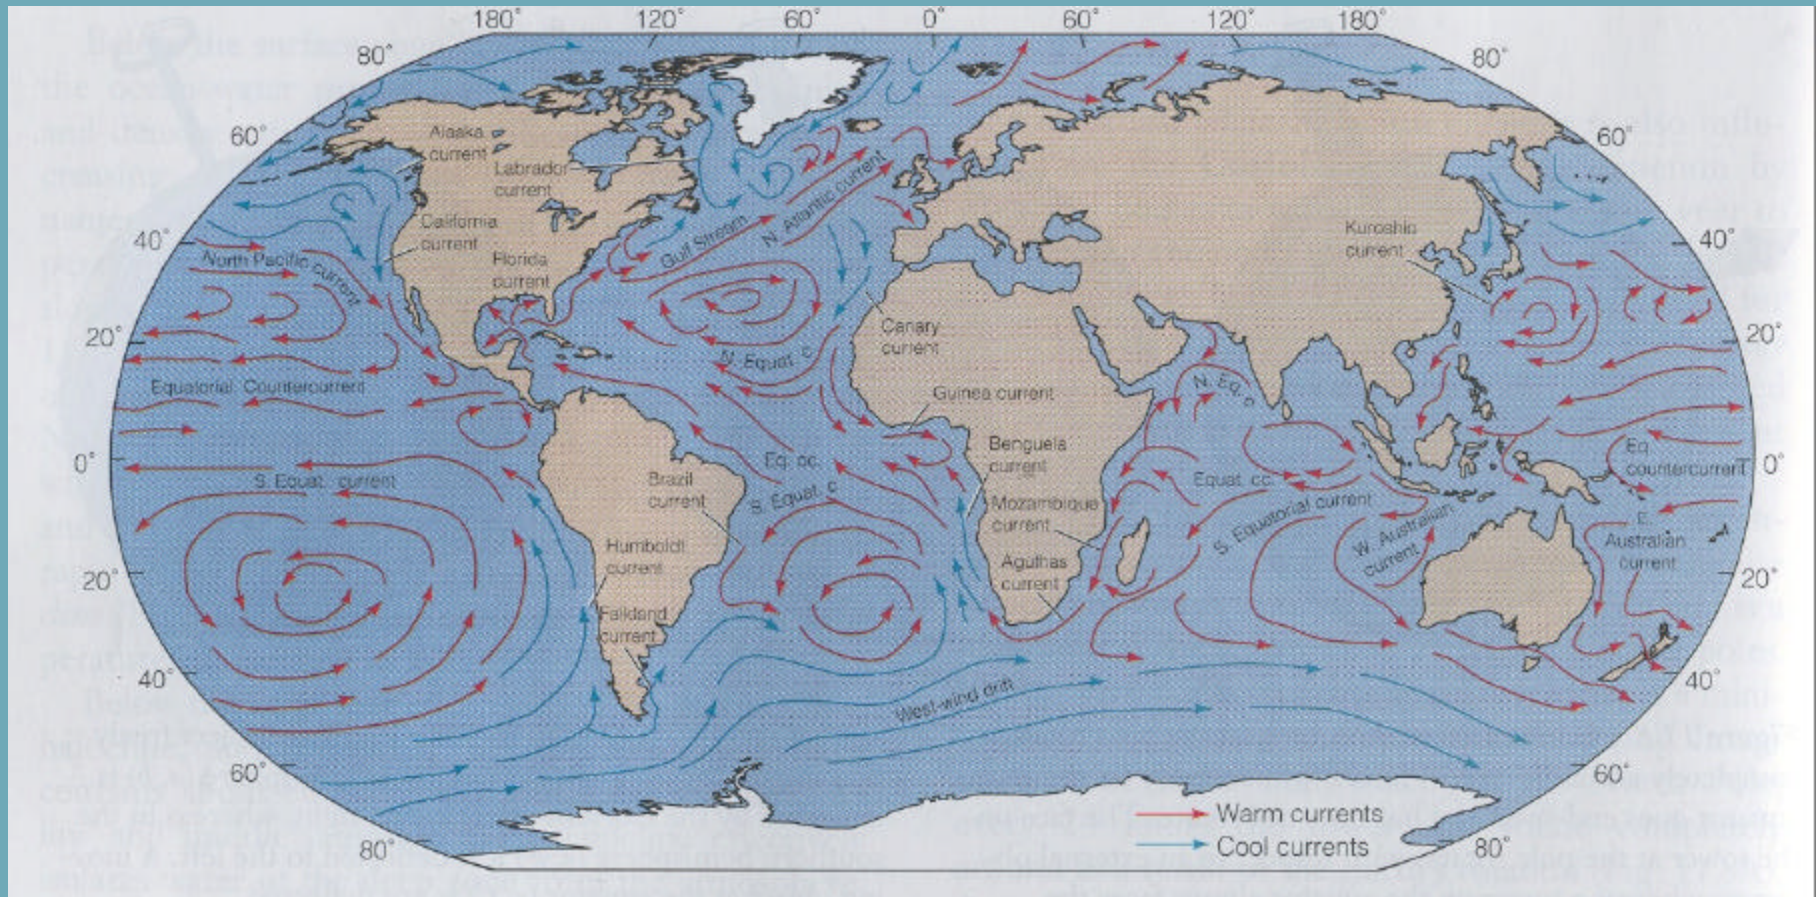 180°
120°
60°
0°
60°
120°
180°
80°
80°
60°
60°
Alaska
current
Labrador
current
California
current
40°
40°
North Pacific current
Florida
current
Gulf Stream
N. Atlantic current
Kuroshio
current
20°
20°
Canary
current
N. Equat. c.
Equatorial Countercurrent
Guinea current
N. Eq. c
Benguela
current
0°
0°
Eq. cc.
Eq
countercurrent
S. Equat. current
Brazil
current
S. Equat. c
Equat. cc.
Mozambique
current
S. Equatorial current
W. Australian
current
E.
Australian
current
Humboldt
current
Agulhas
current
20°
20°
Falkland
current
40°
40°
West-wind drift
60°
60°
Warm currents
Cool currents
80°
80°